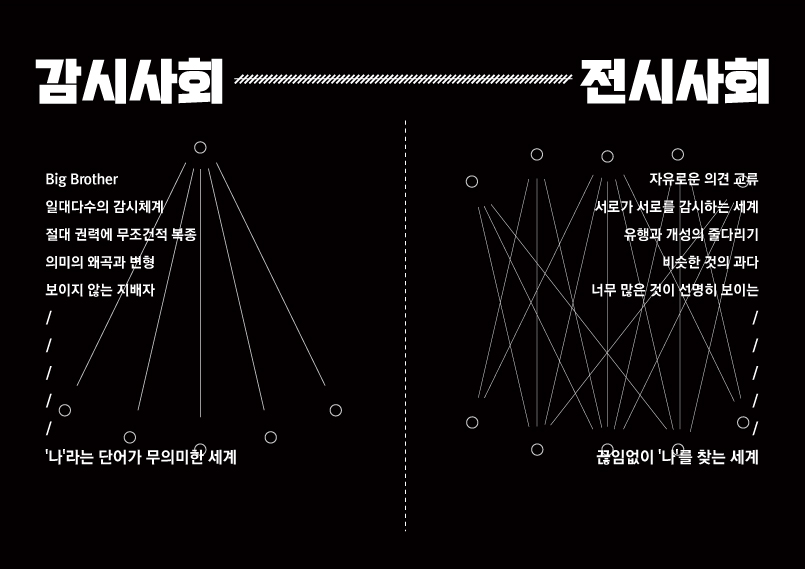 감시사회
전시사회
Big Brother
일대다수의 감시체계
절대 권력에 무조건적 복종
의미의 왜곡과 변형
보이지 않는 지배자
/
/
/
/
/
'나'라는 단어가 무의미한 세계
자유로운 의견 교류
서로가 서로를 감시하는 세계
유행과 개성의 줄다리기
비슷한 것의 과다
너무 많은 것이 선명히 보이는
/
/
/
/
/
끊임없이 '나'를 찾는 세계